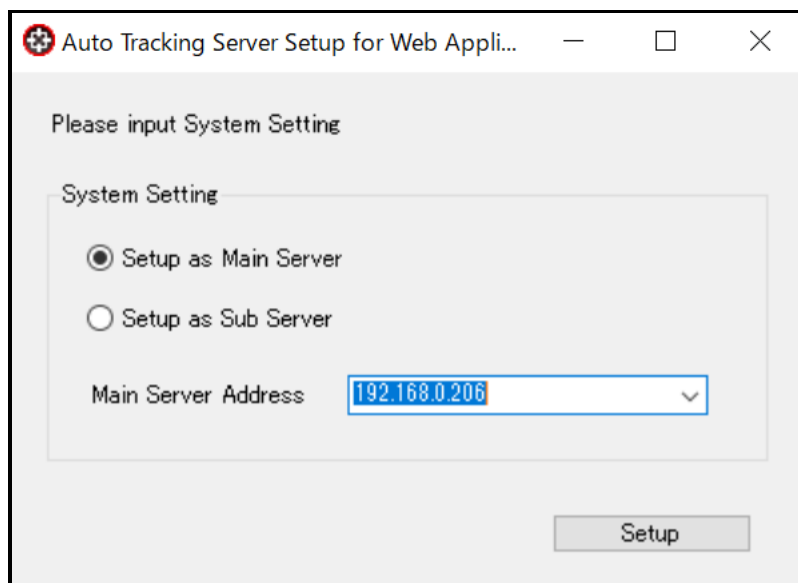 Auto Tracking Server Setup for Web Appli...
Please input System Setting
System Setting
Setup as Main Server
Setup as Sub Server
Main Server Address
192.168.0.206
Setup